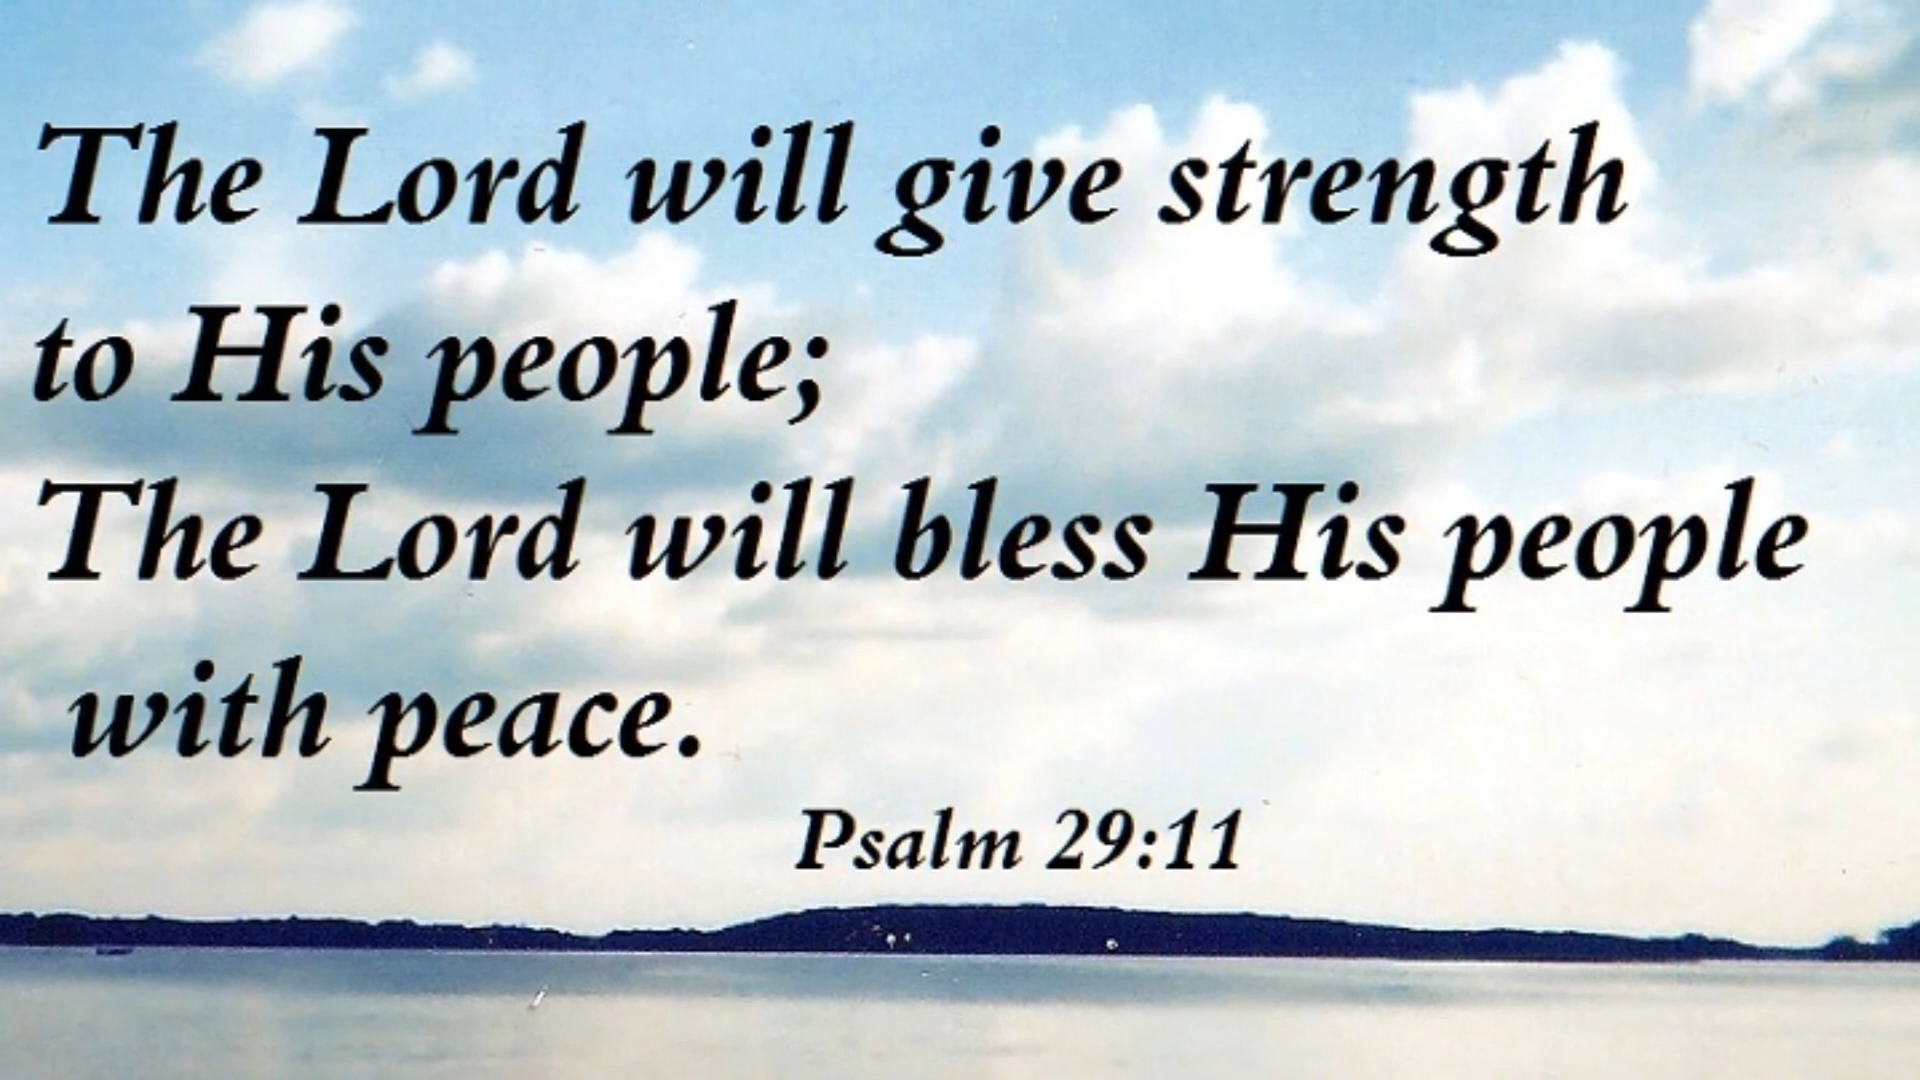 The Lord will give strength
to His people;
The Lord will bless His people
with peace.
Psalm 29:11